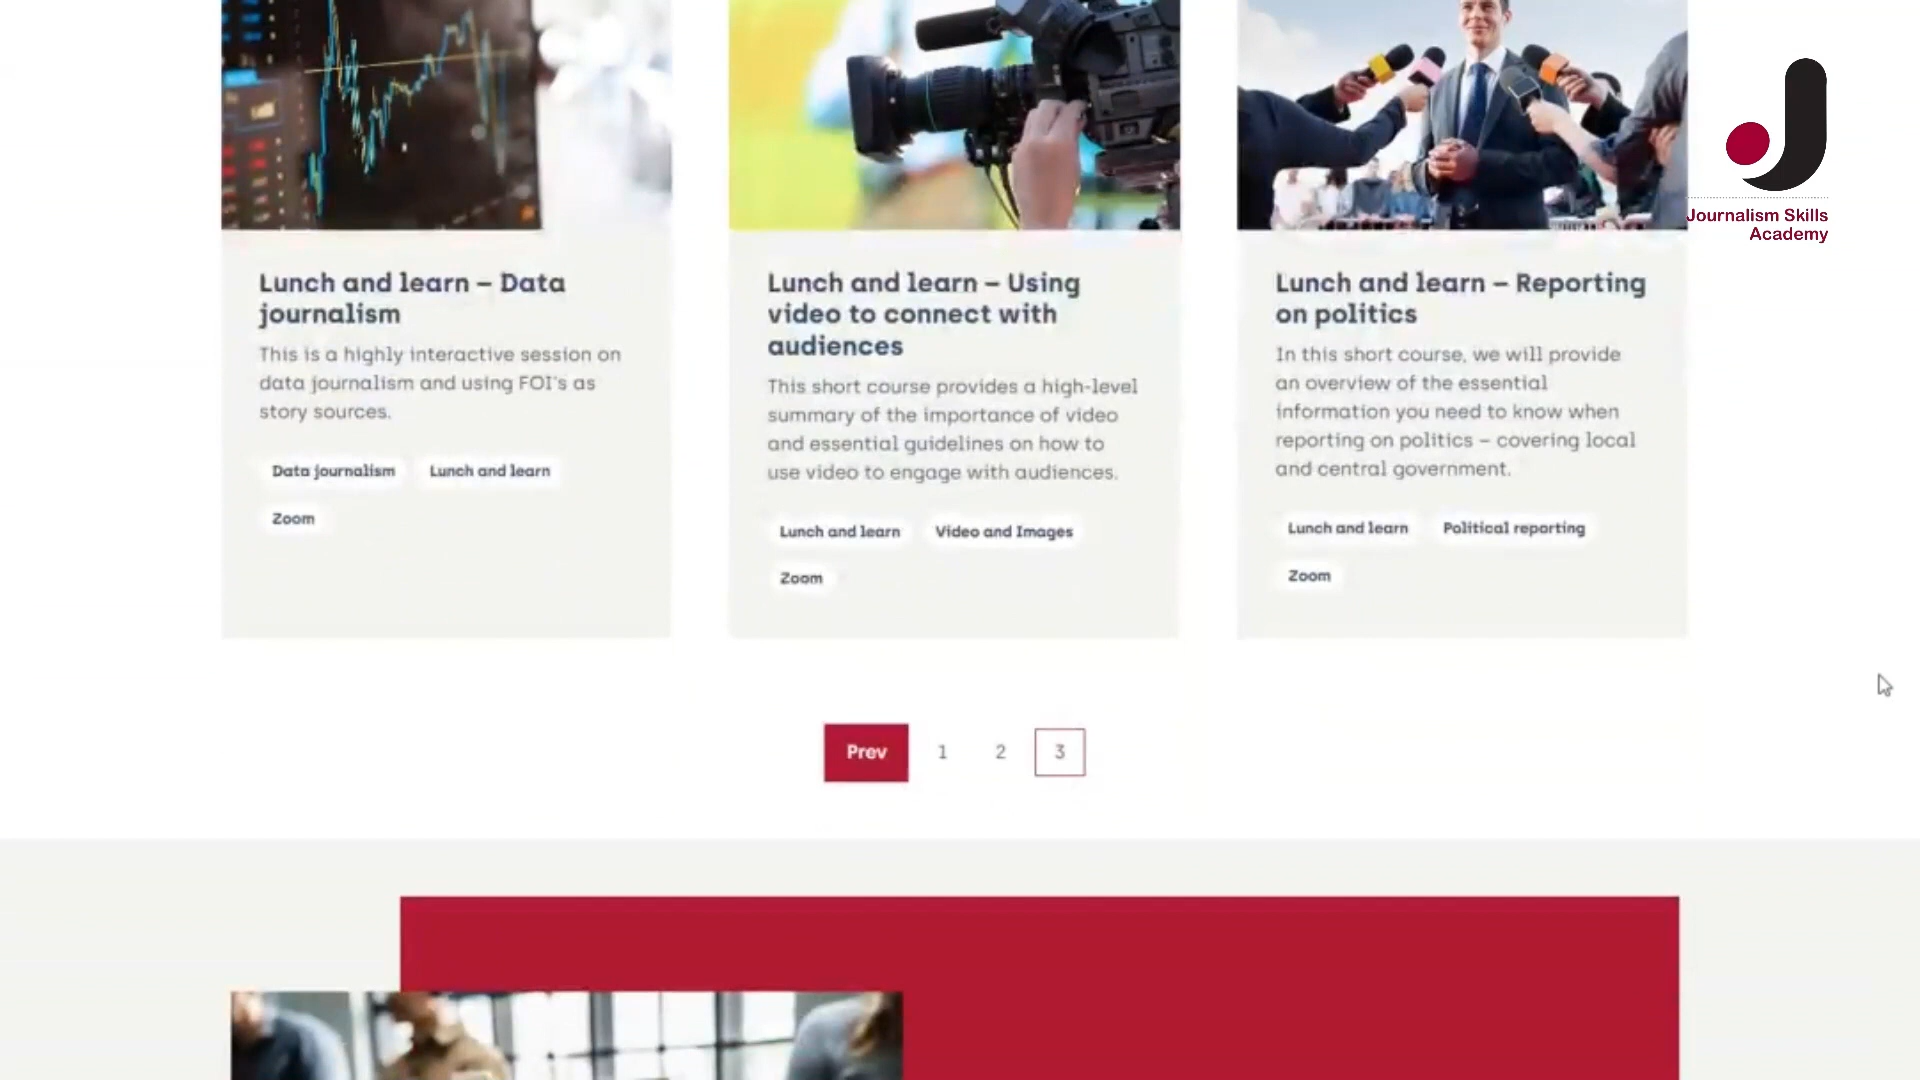 Journalism Skills
Academy
Lunch and learn – Data
journalism
This is a highly interactive session on
data journalism and using FOI's as
story sources.
Data journalism
Lunch and learn
Zoom
Lunch and learn – Using
video to connect with
audiences
This short course provides a high-level
summary of the importance of video
and essential guidelines on how to
use video to engage with audiences.
Lunch and learn
Video and Images
Zoom
Lunch and learn – Reporting
on politics
In this short course, we will provide
an overview of the essential
information you need to know when
reporting on politics – covering local
and central government.
Lunch and learn
Political reporting
Zoom
Prev 1 2 3